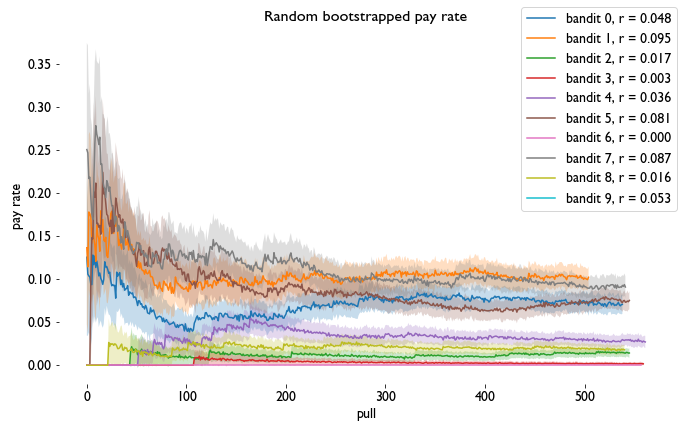 Random bootstrapped pay rate
bandit 0, r = 0.048
bandit 1, r = 0.095
bandit 2, r = 0.017
bandit 3, r = 0.003
bandit 4, r = 0.036
bandit 5, r = 0.081
bandit 6, r = 0.000
bandit 7, r = 0.087
bandit 8, r = 0.016
bandit 9, r = 0.053
0.35
0.30
0.25
0.20
0.15
0.10
0.05
0.00
pay rate
0 100 200 300 400 500
pull